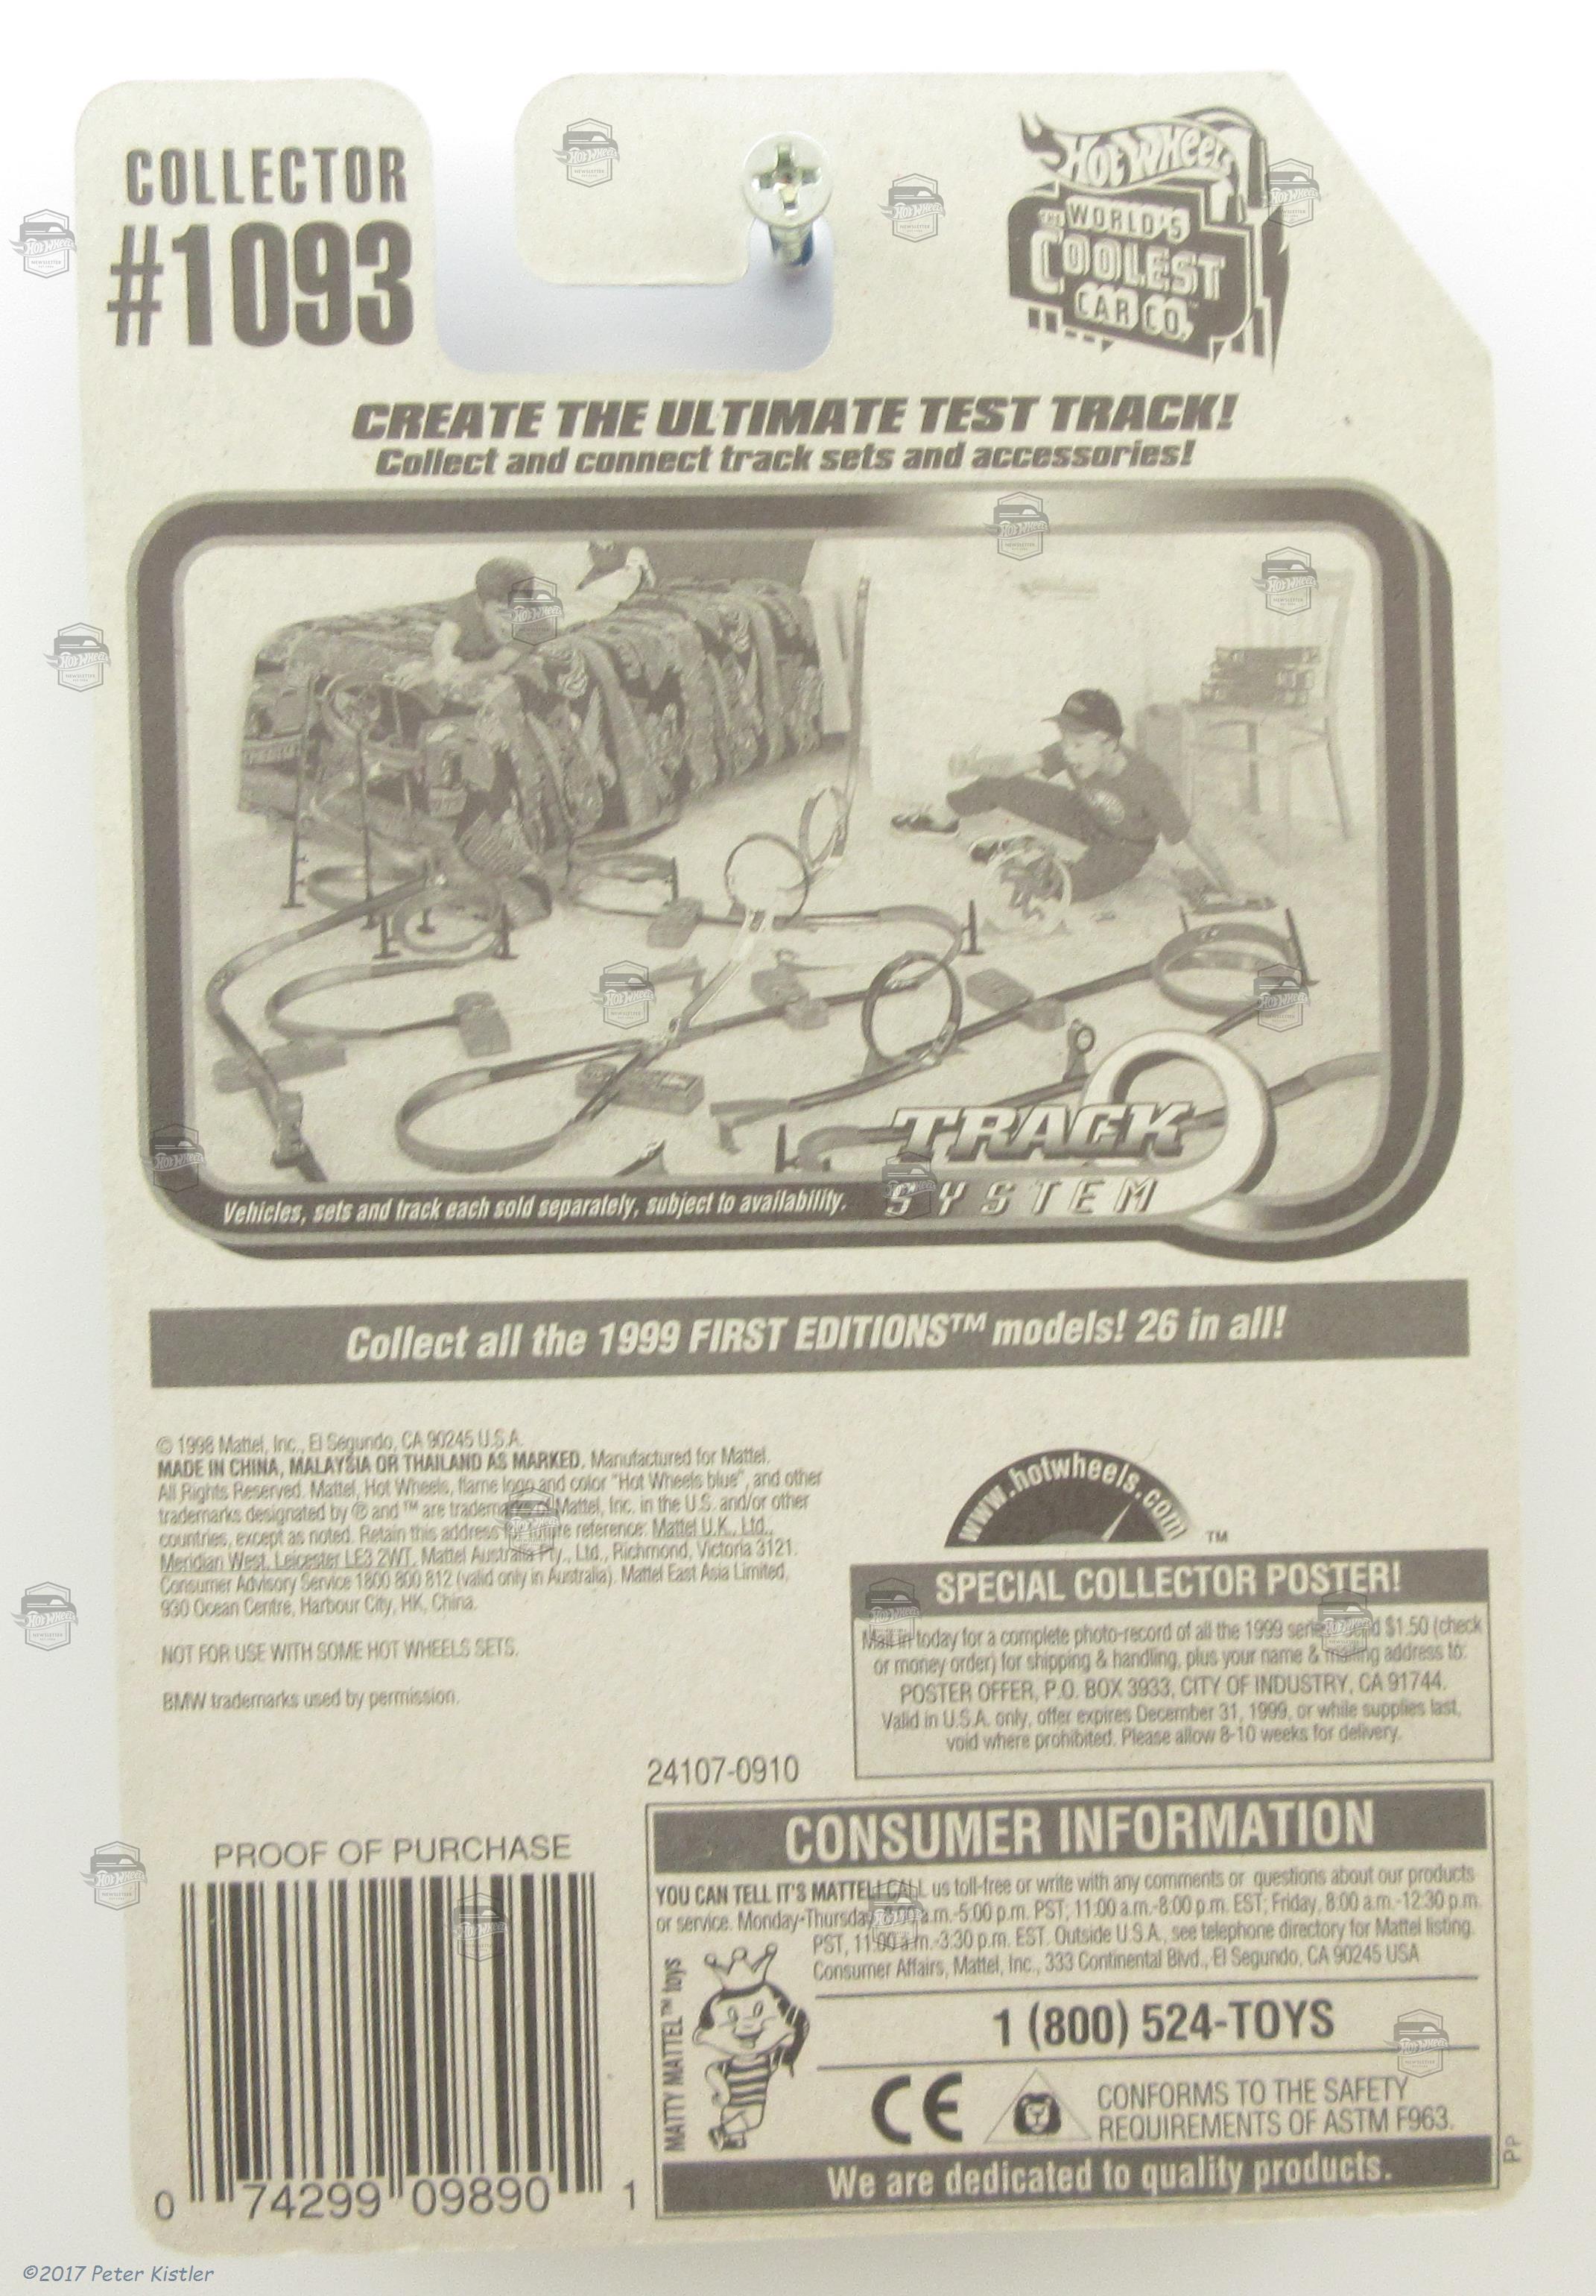 COLLECTOR
#1093
HOT WHEELS
THE WORLD'S
COOLEST
CAR CO.™
CREATE THE ULTIMATE TEST TRACK!
Collect and connect track sets and accessories!
TRACK
SYSTEM
Vehicles, sets and track each sold separately, subject to availability.
Collect all the 1999 FIRST EDITIONS™ models! 26 in all!
© 1998 Mattel, Inc., El Segundo, CA 90245 U.S.A.
MADE IN CHINA, MALAYSIA OR THAILAND AS MARKED. Manufactured for Mattel.
All Rights Reserved. Mattel, Hot Wheels, flame logo and color "Hot Wheels blue", and other
trademarks designated by ® and ™ are trademarks of Mattel, Inc. in the U.S. and/or other
countries, except as noted. Retain this address for future reference: Mattel U.K., Ltd.,
Meridian West, Leicester LE3 2WT. Mattel Australia Pty., Ltd., Richmond, Victoria 3121.
Consumer Advisory Service 1800 800 812 (valid only in Australia). Mattel East Asia Limited,
930 Ocean Centre, Harbour City, HK, China.
NOT FOR USE WITH SOME HOT WHEELS SETS.
BMW trademarks used by permission.
www.hotwheels.com
™
SPECIAL COLLECTOR POSTER!
Mail in today for a complete photo-record of all the 1999 series. Send $1.50 (check
or money order) for shipping & handling, plus your name & mailing address to:
POSTER OFFER, P.O. BOX 3933, CITY OF INDUSTRY, CA 91744.
Valid in U.S.A. only, offer expires December 31, 1999, or while supplies last,
void where prohibited. Please allow 8-10 weeks for delivery.
24107-0910
PROOF OF PURCHASE
0 74299 09890 1
CONSUMER INFORMATION
YOU CAN TELL IT'S MATTEL! CALL us toll-free or write with any comments or questions about our products
or service. Monday-Thursday, 8:00 a.m.-5:00 p.m. PST; 11:00 a.m.-8:00 p.m. EST; Friday, 8:00 a.m.-12:30 p.m.
PST, 11:00 a.m.-3:30 p.m. EST. Outside U.S.A., see telephone directory for Mattel listing.
Consumer Affairs, Mattel, Inc., 333 Continental Blvd., El Segundo, CA 90245 USA
MATTY MATTEL™ toys
1 (800) 524-TOYS
CE
CONFORMS TO THE SAFETY
REQUIREMENTS OF ASTM F963.
We are dedicated to quality products.
PP
©2017 Peter Kistler